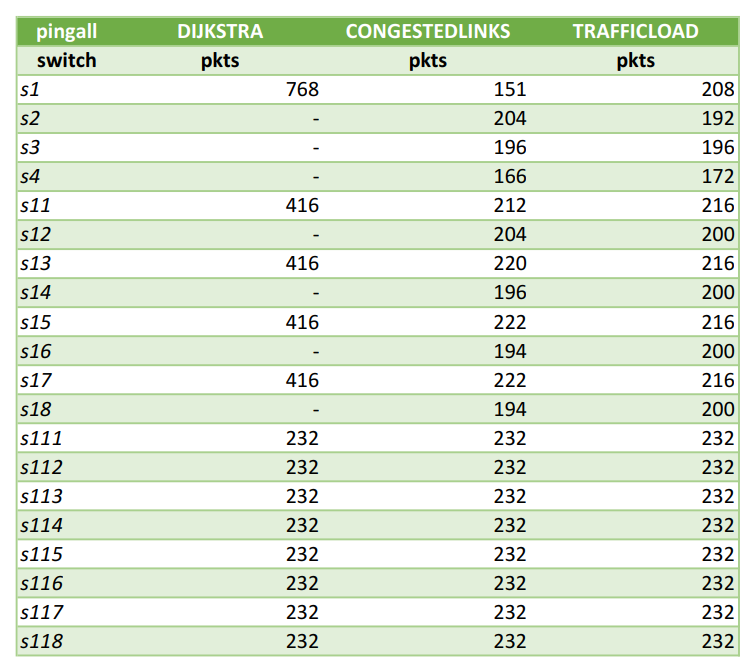 pingall DIJKSTRA CONGESTEDLINKS TRAFFICLOAD
switch pkts pkts pkts
s1 768 151 208
s2 - 204 192
s3 - 196 196
s4 - 166 172
s11 416 212 216
s12 - 204 200
s13 416 220 216
s14 - 196 200
s15 416 222 216
s16 - 194 200
s17 416 222 216
s18 - 194 200
s111 232 232 232
s112 232 232 232
s113 232 232 232
s114 232 232 232
s115 232 232 232
s116 232 232 232
s117 232 232 232
s118 232 232 232